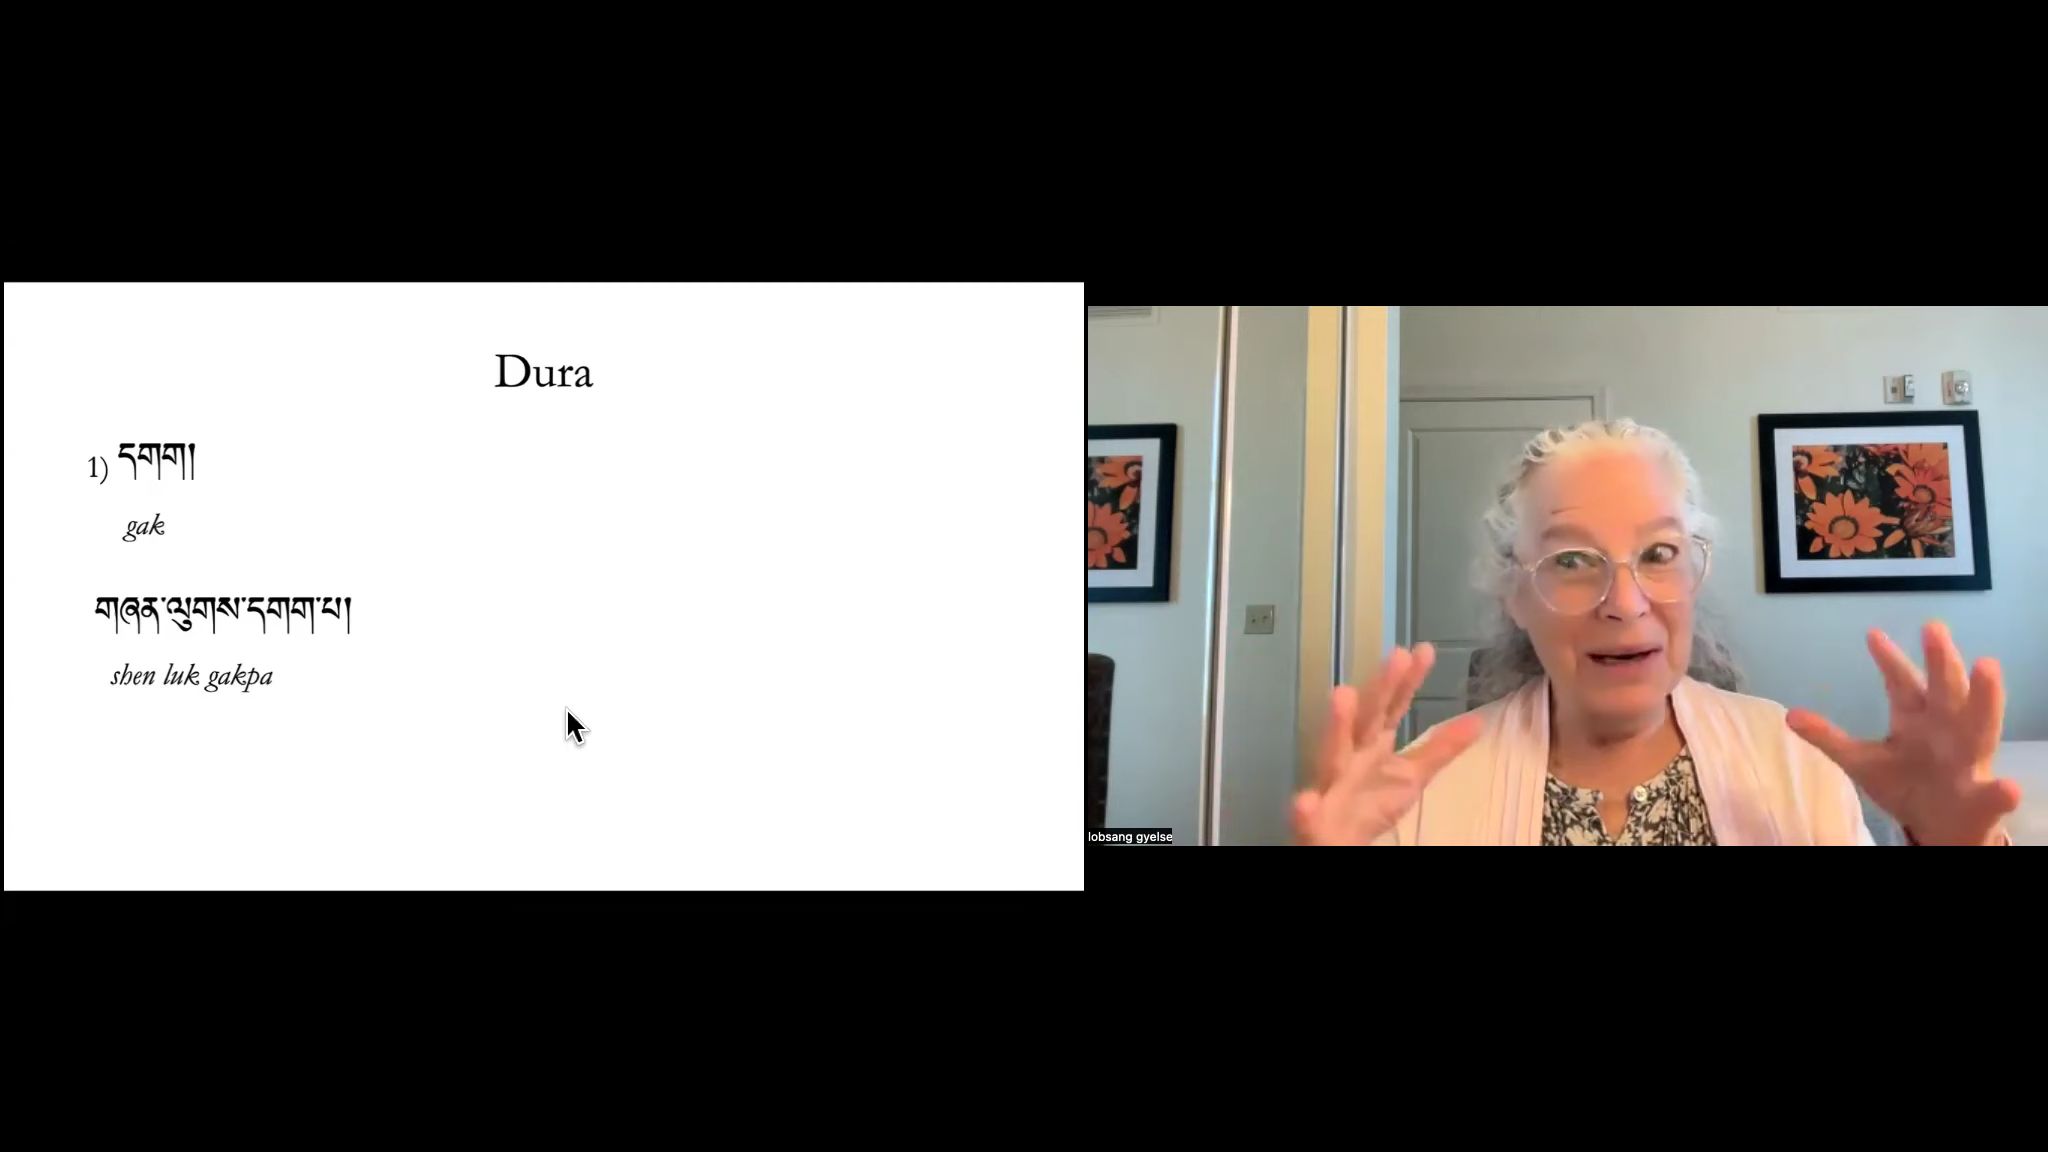 Dura
1) དགག།
gak
གཞན་ལུགས་དགག་པ།
shen luk gakpa
lobsang gyelse